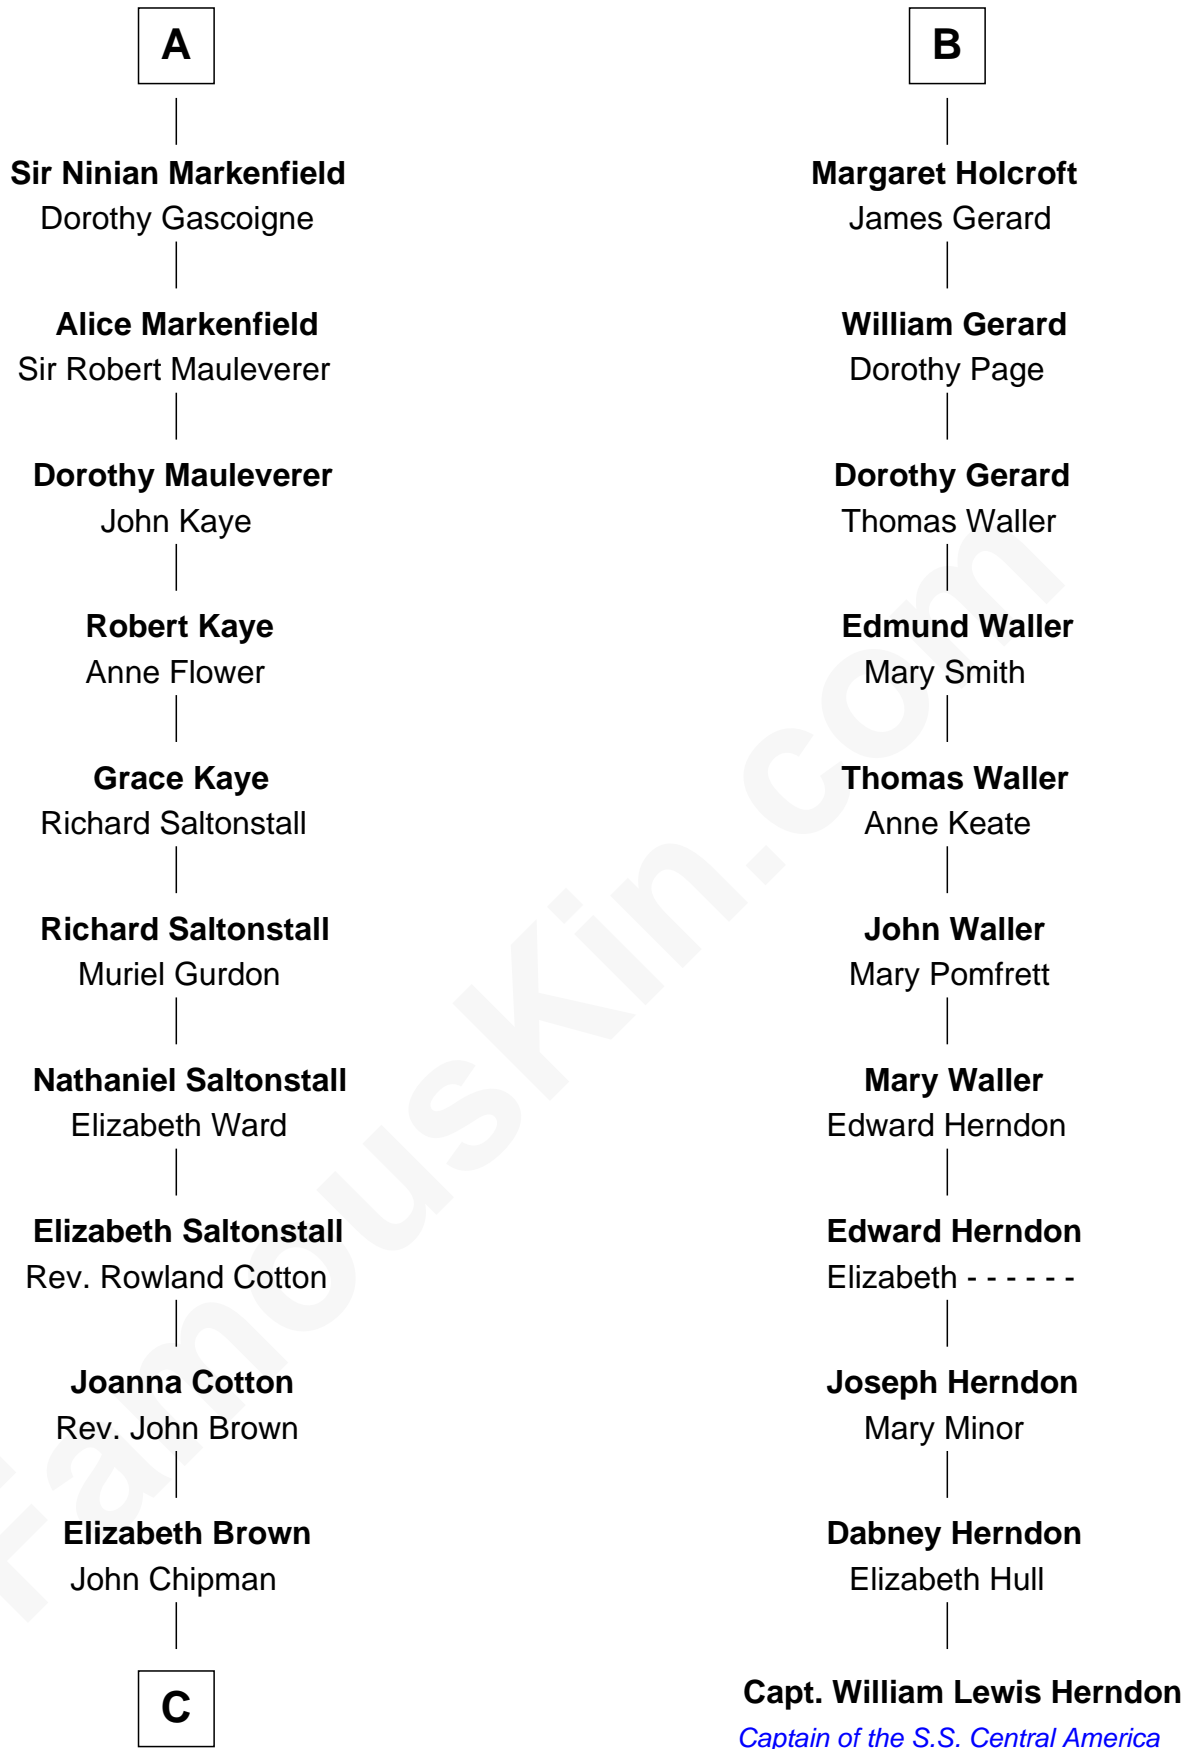 A
Sir Ninian Markenfield
Dorothy Gascoigne
Alice Markenfield
Sir Robert Mauleverer
Dorothy Mauleverer
John Kaye
Robert Kaye
Anne Flower
Grace Kaye
Richard Saltonstall
Richard Saltonstall
Muriel Gurdon
Nathaniel Saltonstall
Elizabeth Ward
Elizabeth Saltonstall
Rev. Rowland Cotton
Joanna Cotton
Rev. John Brown
Elizabeth Brown
John Chipman
C
B
Margaret Holcroft
James Gerard
William Gerard
Dorothy Page
Dorothy Gerard
Thomas Waller
Edmund Waller
Mary Smith
Thomas Waller
Anne Keate
John Waller
Mary Pomfrett
Mary Waller
Edward Herndon
Edward Herndon
Elizabeth - - - - - -
Joseph Herndon
Mary Minor
Dabney Herndon
Elizabeth Hull
Capt. William Lewis Herndon
Captain of the S.S. Central America
FamousKin.com